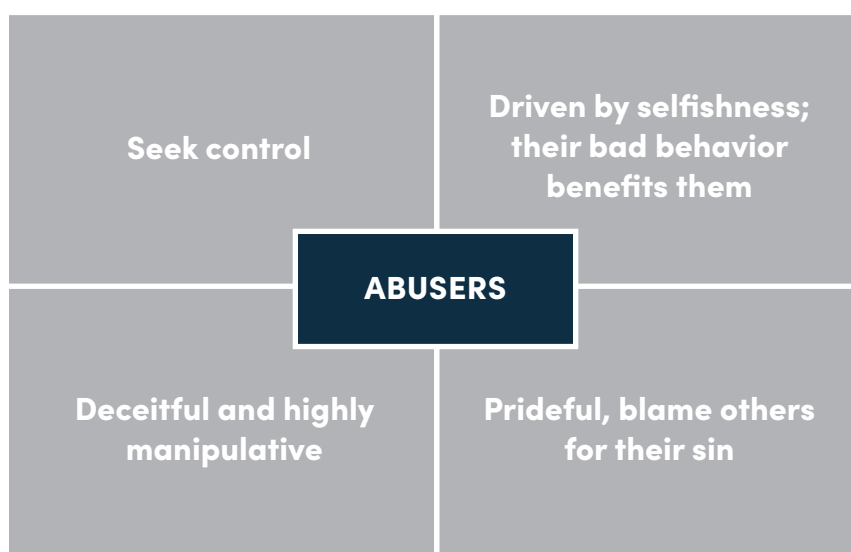 Seek control
Driven by selfishness;
their bad behavior
benefits them
ABUSERS
Deceitful and highly
manipulative
Prideful, blame others
for their sin